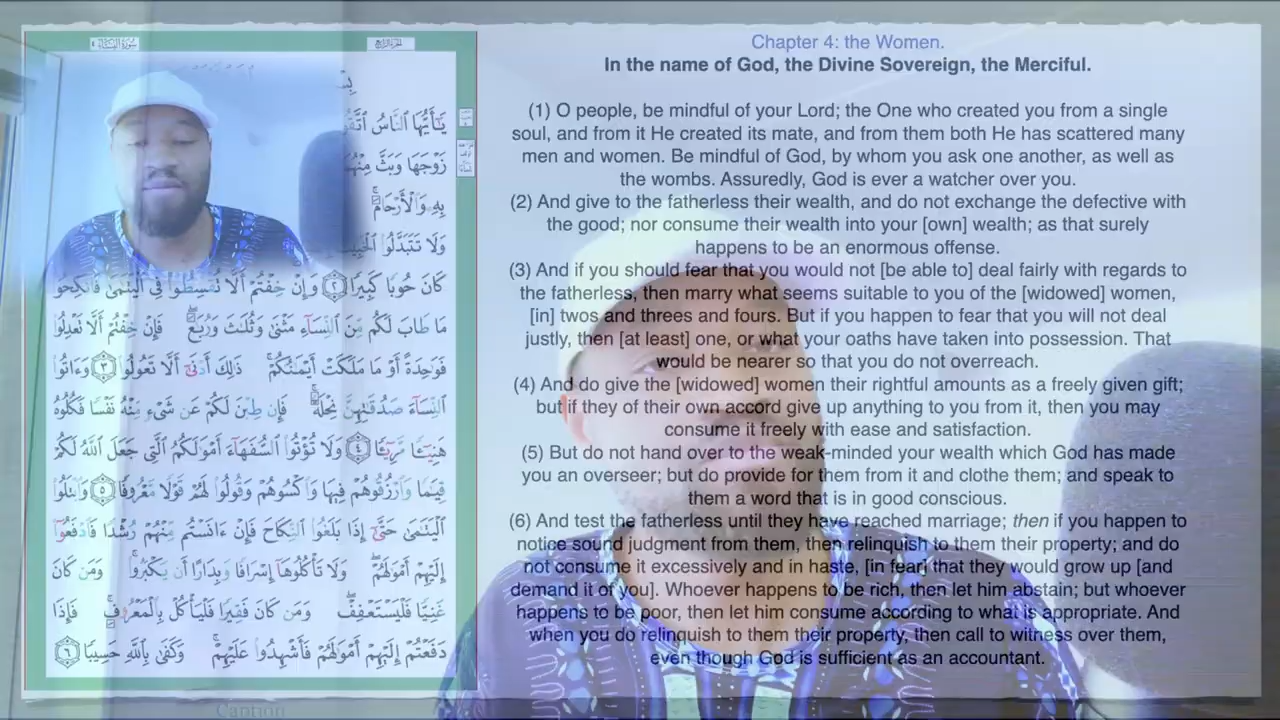 سُورَةُ النِّسَاءِ ٤
الجُزْءُ الرَّابِعُ
يَٰٓأَيُّهَا ٱلنَّاسُ
زَوْجَهَا وَبَثَّ
بِهِۦ وَٱلْأَرْحَامَ ۚ
وَلَا تَتَبَدَّلُوا۟
كَانَ حُوبًا كَبِيرًا ٢ وَإِنْ خِفْتُمْ أَلَّا تُقْسِطُوا۟ فِى ٱلْيَتَٰمَىٰ فَٱنكِحُوا۟
مَا طَابَ لَكُم مِّنَ ٱلنِّسَآءِ مَثْنَىٰ وَثُلَٰثَ وَرُبَٰعَ ۖ فَإِنْ خِفْتُمْ أَلَّا تَعْدِلُوا۟
فَوَٰحِدَةً أَوْ مَا مَلَكَتْ أَيْمَٰنُكُمْ ۚ ذَٰلِكَ أَدْنَىٰٓ أَلَّا تَعُولُوا۟ ٣ وَءَاتُوا۟
ٱلنِّسَآءَ صَدُقَٰتِهِنَّ نِحْلَةً ۚ فَإِن طِبْنَ لَكُمْ عَن شَىْءٍ مِّنْهُ نَفْسًا فَكُلُوهُ
هَنِيٓـًٔا مَّرِيٓـًٔا ٤ وَلَا تُؤْتُوا۟ ٱلسُّفَهَآءَ أَمْوَٰلَكُمُ ٱلَّتِى جَعَلَ ٱللَّهُ لَكُمْ
قِيَٰمًا وَٱرْزُقُوهُمْ فِيهَا وَٱكْسُوهُمْ وَقُولُوا۟ لَهُمْ قَوْلًا مَّعْرُوفًا ٥ وَٱبْتَلُوا۟
ٱلْيَتَٰمَىٰ حَتَّىٰٓ إِذَا بَلَغُوا۟ ٱلنِّكَاحَ فَإِنْ ءَانَسْتُم مِّنْهُمْ رُشْدًا فَٱدْفَعُوٓا۟
إِلَيْهِمْ أَمْوَٰلَهُمْ ۖ وَلَا تَأْكُلُوهَآ إِسْرَافًا وَبِدَارًا أَن يَكْبَرُوا۟ ۚ وَمَن كَانَ
غَنِيًّا فَلْيَسْتَعْفِفْ ۖ وَمَن كَانَ فَقِيرًا فَلْيَأْكُلْ بِٱلْمَعْرُوفِ ۚ فَإِذَا
دَفَعْتُمْ إِلَيْهِمْ أَمْوَٰلَهُمْ فَأَشْهِدُوا۟ عَلَيْهِمْ ۚ وَكَفَىٰ بِٱللَّهِ حَسِيبًا ٦
Chapter 4: the Women.
In the name of God, the Divine Sovereign, the Merciful.
(1) O people, be mindful of your Lord; the One who created you from a single
soul, and from it He created its mate, and from them both He has scattered many
men and women. Be mindful of God, by whom you ask one another, as well as
the wombs. Assuredly, God is ever a watcher over you.
(2) And give to the fatherless their wealth, and do not exchange the defective with
the good; nor consume their wealth into your [own] wealth; as that surely
happens to be an enormous offense.
(3) And if you should fear that you would not [be able to] deal fairly with regards to
the fatherless, then marry what seems suitable to you of the [widowed] women,
[in] twos and threes and fours. But if you happen to fear that you will not deal
justly, then [at least] one, or what your oaths have taken into possession. That
would be nearer so that you do not overreach.
(4) And do give the [widowed] women their rightful amounts as a freely given gift;
but if they of their own accord give up anything to you from it, then you may
consume it freely with ease and satisfaction.
(5) But do not hand over to the weak-minded your wealth which God has made
you an overseer; but do provide for them from it and clothe them; and speak to
them a word that is in good conscious.
(6) And test the fatherless until they have reached marriage; then if you happen to
notice sound judgment from them, then relinquish to them their property; and do
not consume it excessively and in haste, [in fear] that they would grow up [and
demand it of you]. Whoever happens to be rich, then let him abstain; but whoever
happens to be poor, then let him consume according to what is appropriate. And
when you do relinquish to them their property, then call to witness over them,
even though God is sufficient as an accountant.
Caption